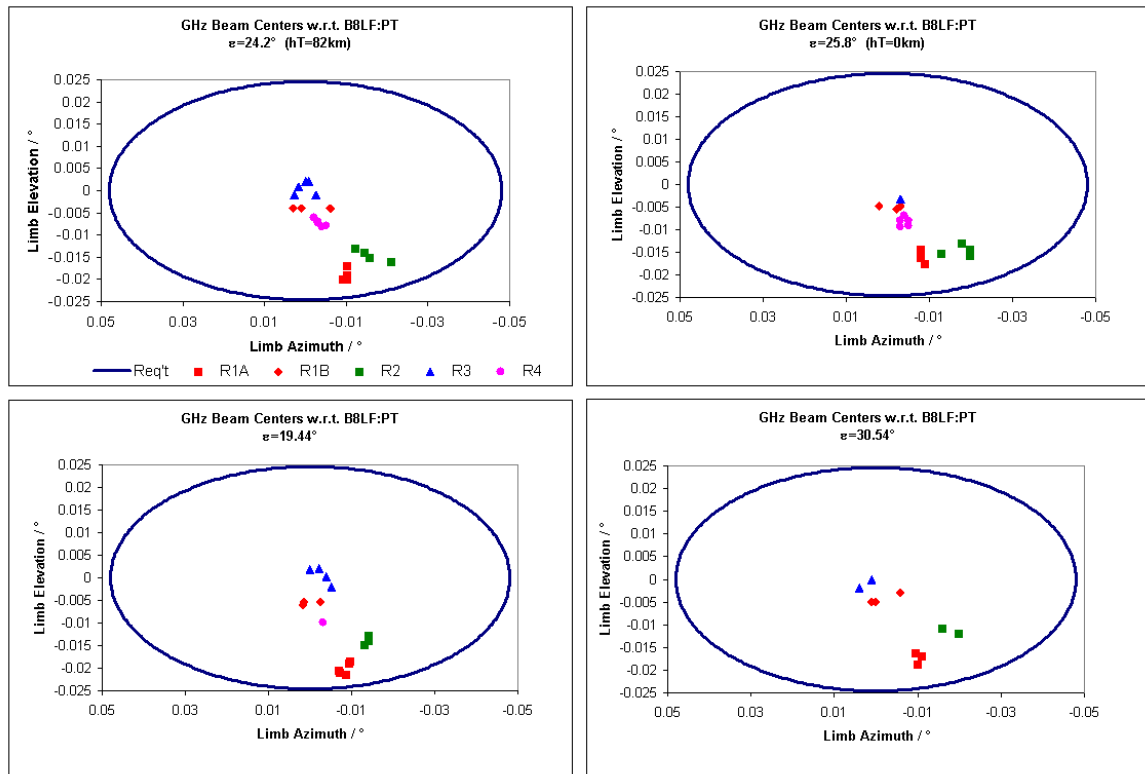 GHz Beam Centers w.r.t. B8LF:PT
ε=24.2° (hT=82km)
Limb Elevation / °
0.025
0.02
0.015
0.01
0.005
0
-0.005
-0.01
-0.015
-0.02
-0.025
0.05 0.03 0.01 -0.01 -0.03 -0.05
Limb Azimuth / °
Req't R1A R1B R2 R3 R4
GHz Beam Centers w.r.t. B8LF:PT
ε=25.8° (hT=0km)
Limb Elevation / °
0.025
0.02
0.015
0.01
0.005
0
-0.005
-0.01
-0.015
-0.02
-0.025
0.05 0.03 0.01 -0.01 -0.03 -0.05
Limb Azimuth / °
GHz Beam Centers w.r.t. B8LF:PT
ε=19.44°
Limb Elevation / °
0.025
0.02
0.015
0.01
0.005
0
-0.005
-0.01
-0.015
-0.02
-0.025
0.05 0.03 0.01 -0.01 -0.03 -0.05
Limb Azimuth / °
GHz Beam Centers w.r.t. B8LF:PT
ε=30.54°
Limb Elevation / °
0.025
0.02
0.015
0.01
0.005
0
-0.005
-0.01
-0.015
-0.02
-0.025
0.05 0.03 0.01 -0.01 -0.03 -0.05
Limb Azimuth / °